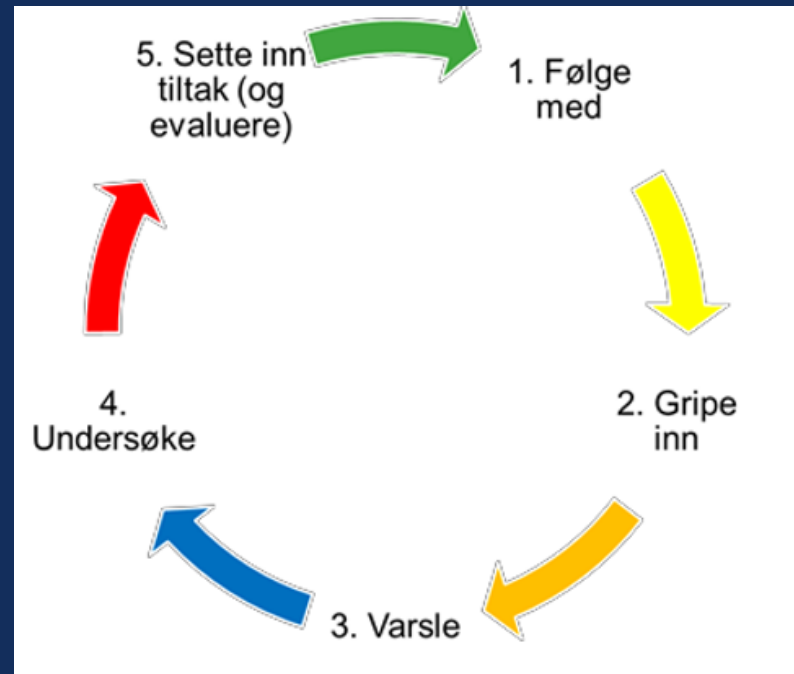 1. Følge
med
2. Gripe
inn
3. Varsle
4.
Undersøke
5. Sette inn
tiltak (og
evaluere)